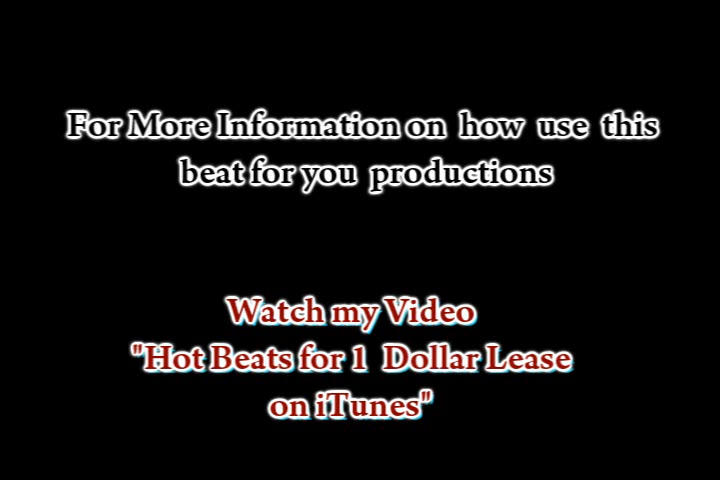 For More Information on how use this
beat for you productions
Watch my Video
"Hot Beats for 1 Dollar Lease
on iTunes"